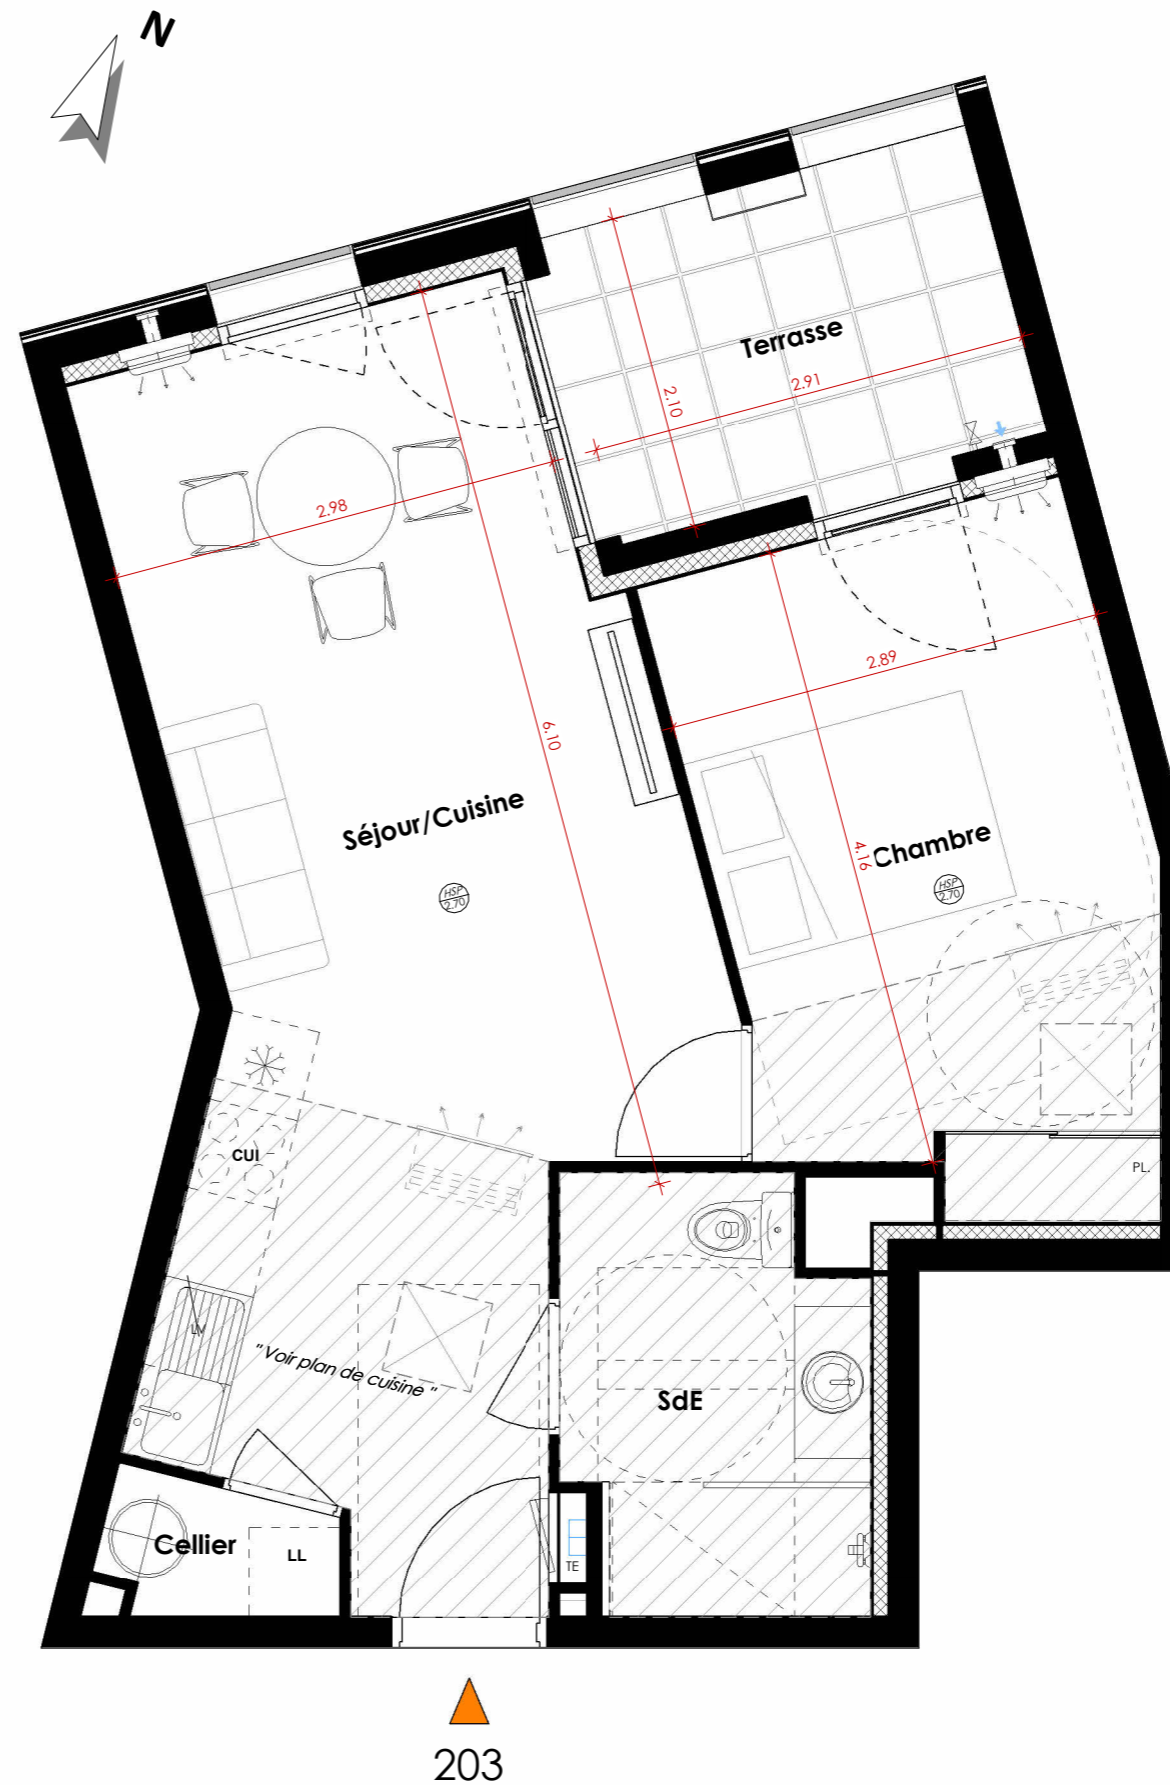 N
Terrasse
2.10
2.91
2.98
2.89
6.10
Séjour/Cuisine
HSP
2.70
4.16
Chambre
HSP
2.70
CUI
PL.
LV
"Voir plan de cuisine"
SdE
Cellier
LL
TE
203